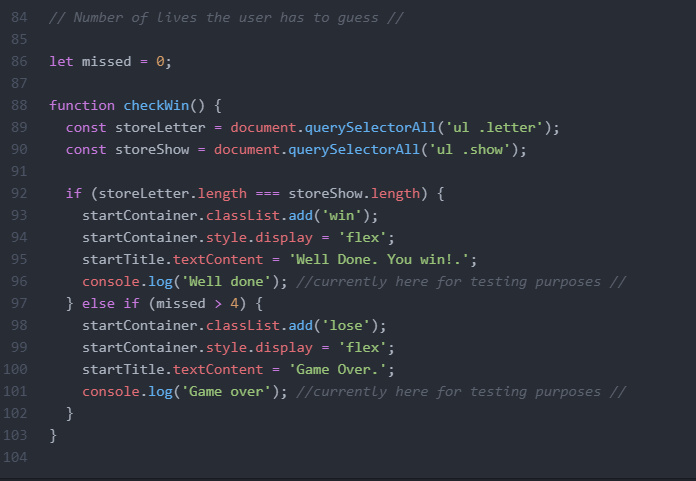 84 // Number of lives the user has to guess //
85
86 let missed = 0;
87
88 function checkWin() {
89   const storeLetter = document.querySelectorAll('ul .letter');
90   const storeShow = document.querySelectorAll('ul .show');
91
92   if (storeLetter.length === storeShow.length) {
93     startContainer.classList.add('win');
94     startContainer.style.display = 'flex';
95     startTitle.textContent = 'Well Done. You win!.';
96     console.log('Well done'); //currently here for testing purposes //
97   } else if (missed > 4) {
98     startContainer.classList.add('lose');
99     startContainer.style.display = 'flex';
100     startTitle.textContent = 'Game Over.';
101     console.log('Game over'); //currently here for testing purposes //
102   }
103 }
104